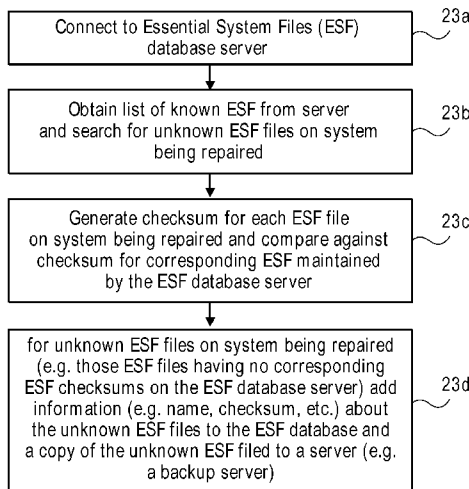 Connect to Essential System Files (ESF)
database server
23a
Obtain list of known ESF from server
and search for unknown ESF files on system
being repaired
23b
Generate checksum for each ESF file
on system being repaired and compare against
checksum for corresponding ESF maintained
by the ESF database server
23c
for unknown ESF files on system being repaired
(e.g. those ESF files having no corresponding
ESF checksums on the ESF database server) add
information (e.g. name, checksum, etc.) about
the unknown ESF files to the ESF database and
a copy of the unknown ESF filed to a server (e.g.
a backup server)
23d